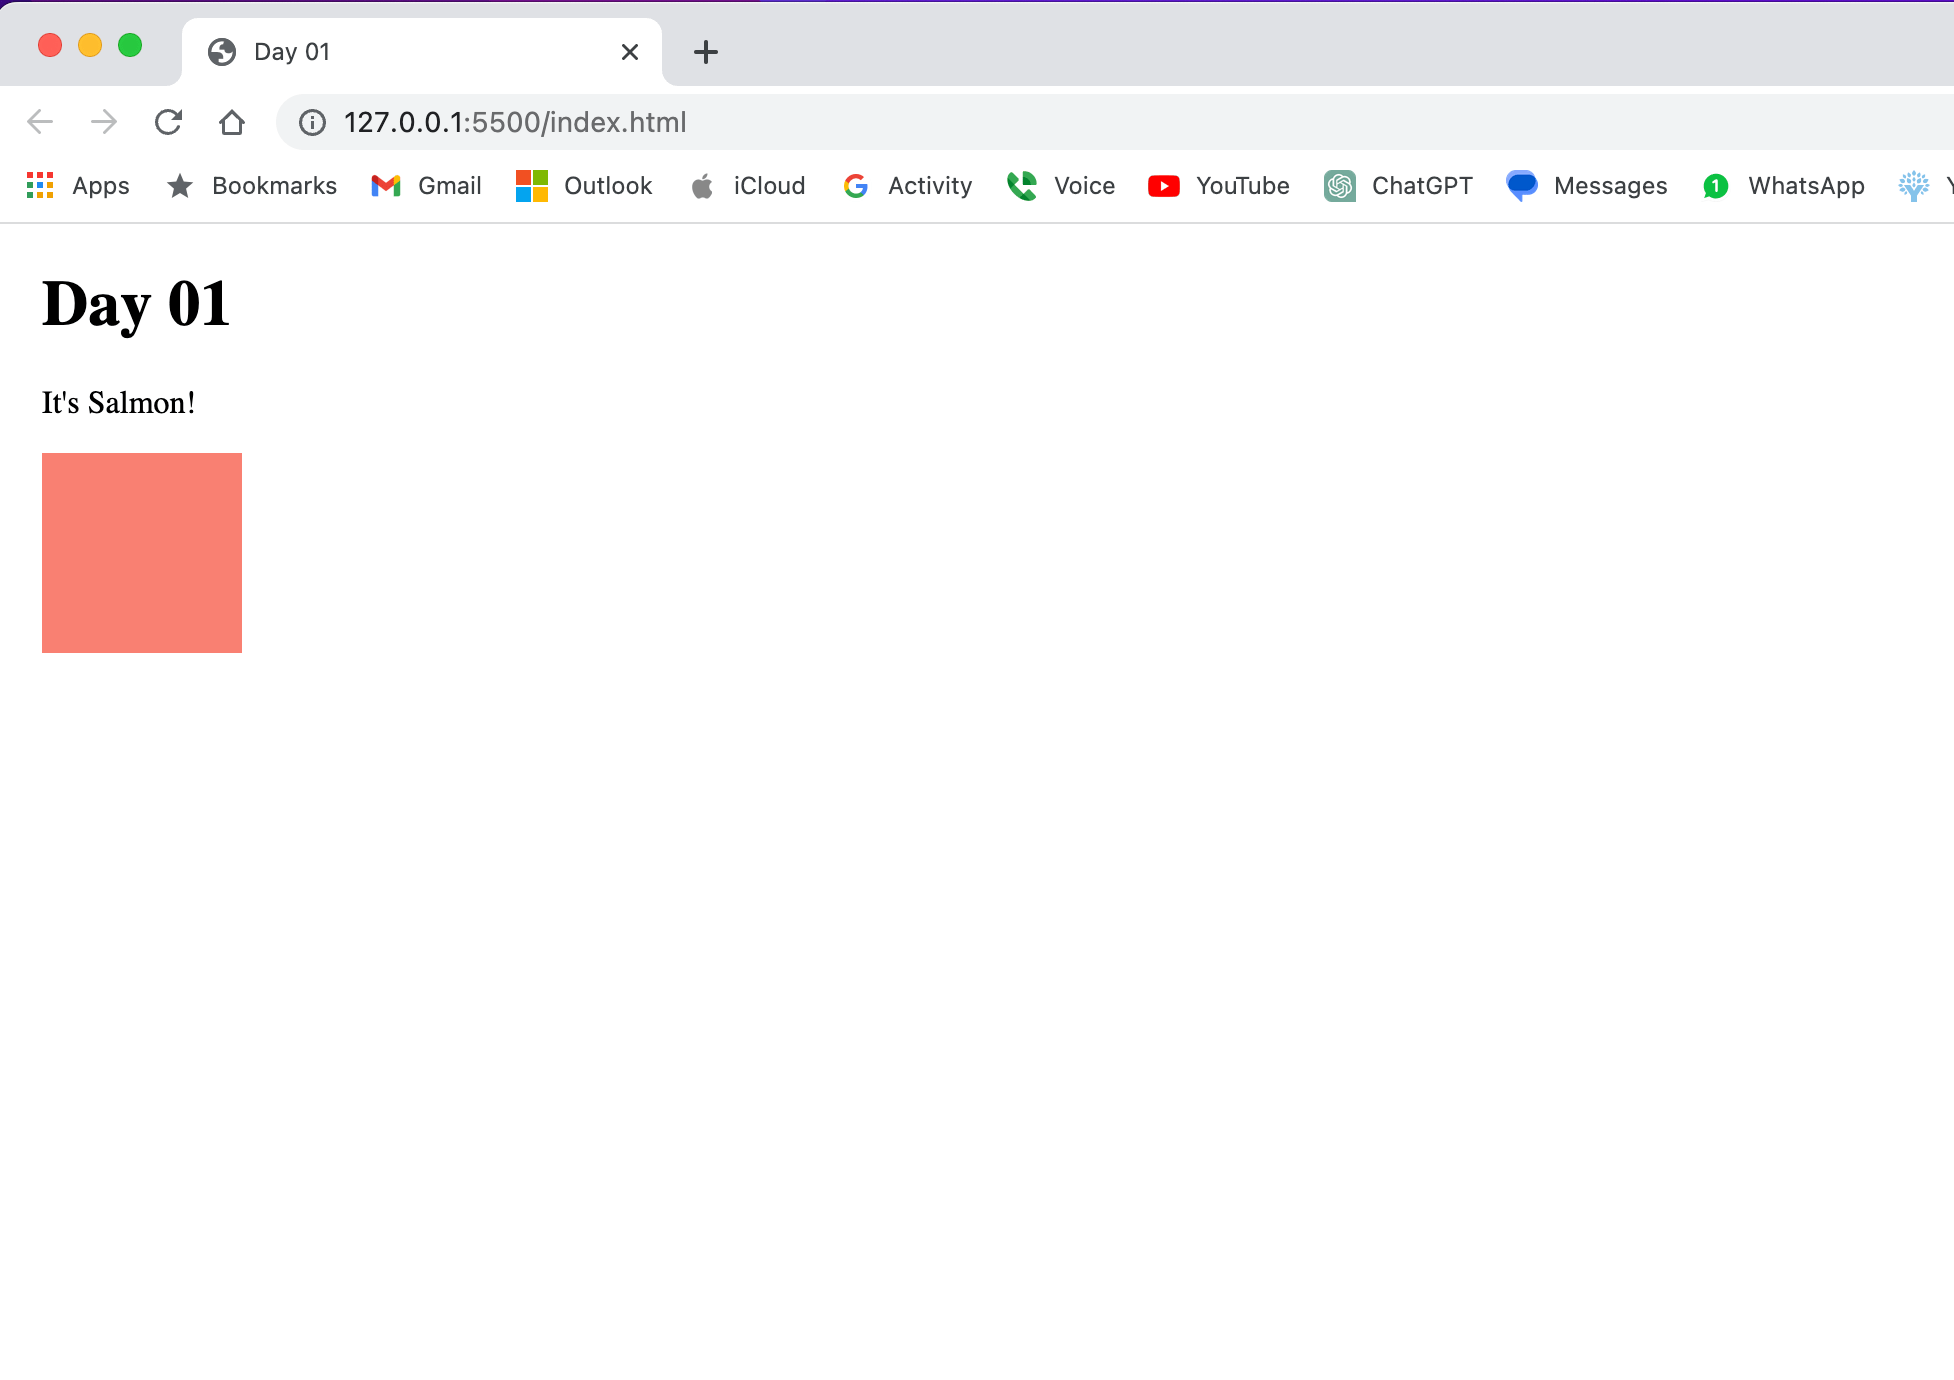 Day 01
127.0.0.1:5500/index.html
Apps Bookmarks Gmail Outlook iCloud Activity Voice YouTube ChatGPT Messages 1 WhatsApp
Day 01
It's Salmon!